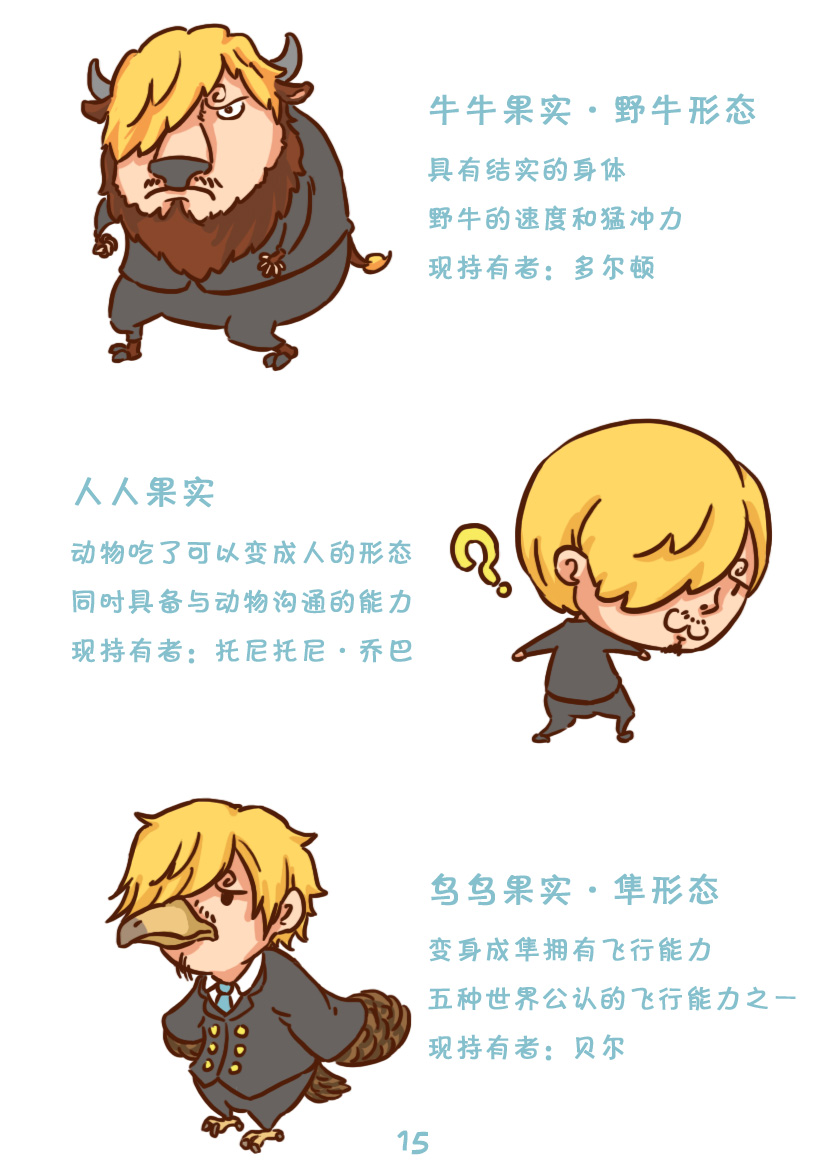 牛牛果实·野牛形态
具有结实的身体
野牛的速度和猛冲力
现持有者：多尔顿
人人果实
动物吃了可以变成人的形态
同时具备与动物沟通的能力
现持有者：托尼托尼·乔巴
鸟鸟果实·隼形态
变身成隼拥有飞行能力
五种世界公认的飞行能力之一
现持有者：贝尔
15